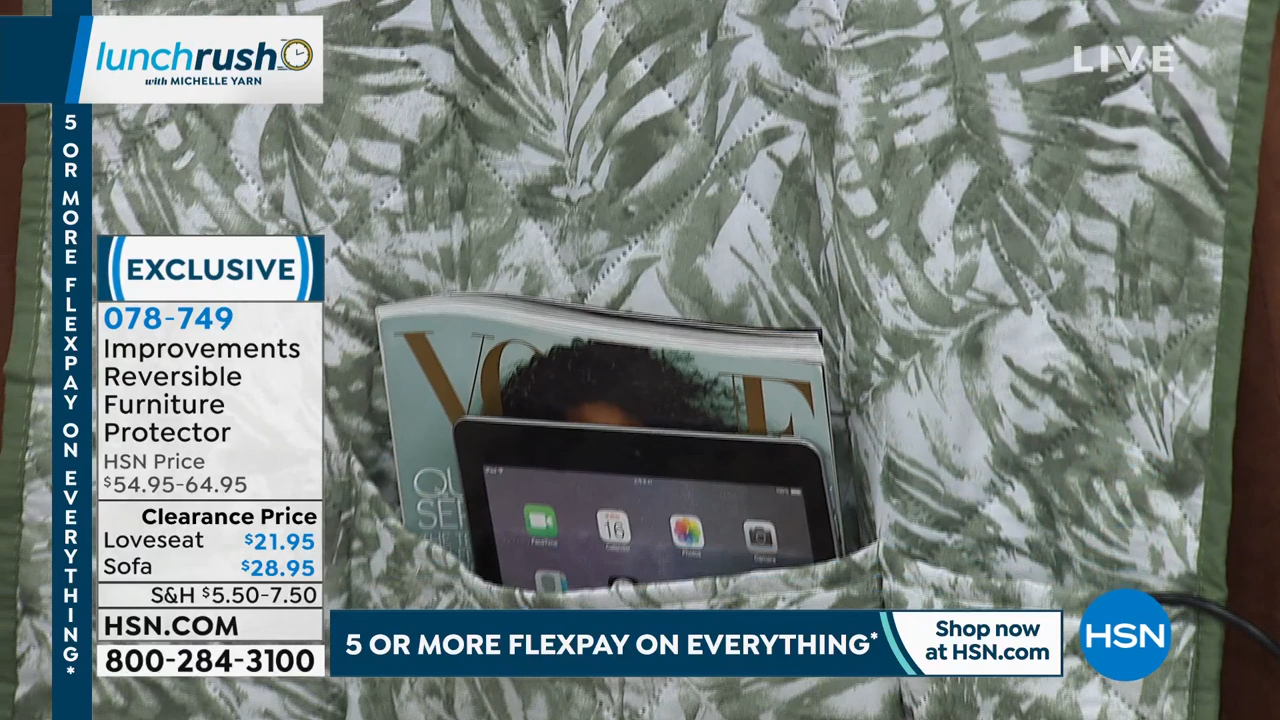 lunchrush
with MICHELLE YARN
LIVE
5 OR MORE FLEXPAY ON EVERYTHING*
EXCLUSIVE
078-749
Improvements
Reversible
Furniture
Protector
HSN Price
$54.95-64.95
Clearance Price
Loveseat $21.95
Sofa $28.95
S&H $5.50-7.50
HSN.COM
800-284-3100
VOGUE
QU
SE
16
5 OR MORE FLEXPAY ON EVERYTHING*
Shop now
at HSN.com
HSN